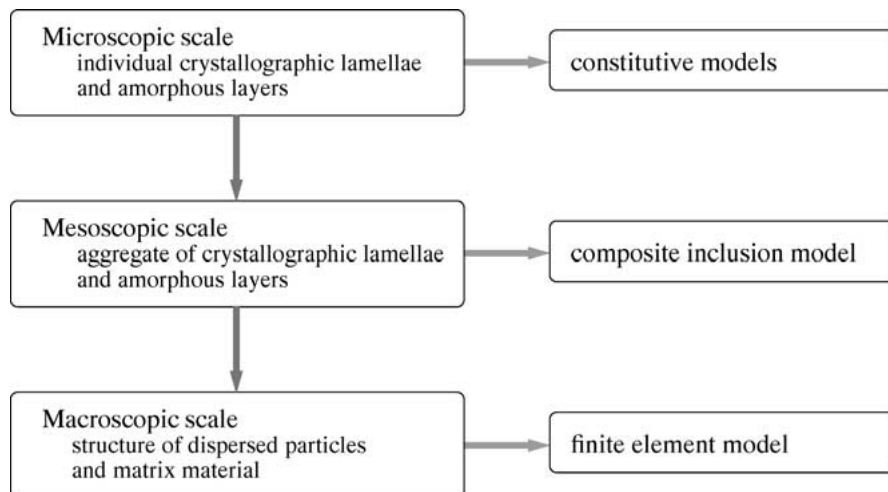 Microscopic scale
individual crystallographic lamellae
and amorphous layers
constitutive models
Mesoscopic scale
aggregate of crystallographic lamellae
and amorphous layers
composite inclusion model
Macroscopic scale
structure of dispersed particles
and matrix material
finite element model